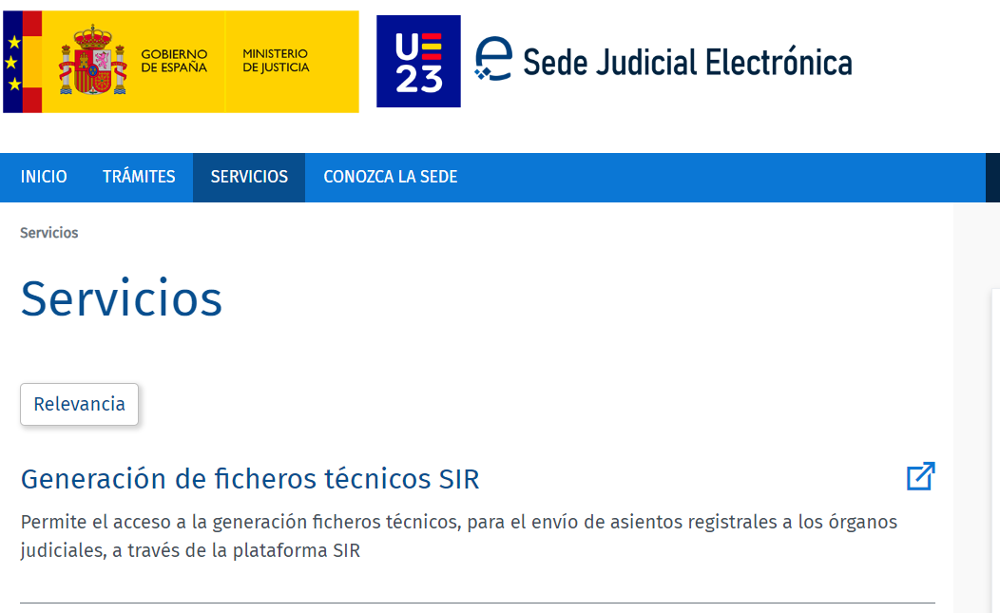 GOBIERNO
DE ESPAÑA
MINISTERIO
DE JUSTICIA
UE
23
Sede Judicial Electrónica
INICIO TRÁMITES SERVICIOS CONOZCA LA SEDE
Servicios
Servicios
Relevancia
Generación de ficheros técnicos SIR
Permite el acceso a la generación ficheros técnicos, para el envío de asientos registrales a los órganos
judiciales, a través de la plataforma SIR